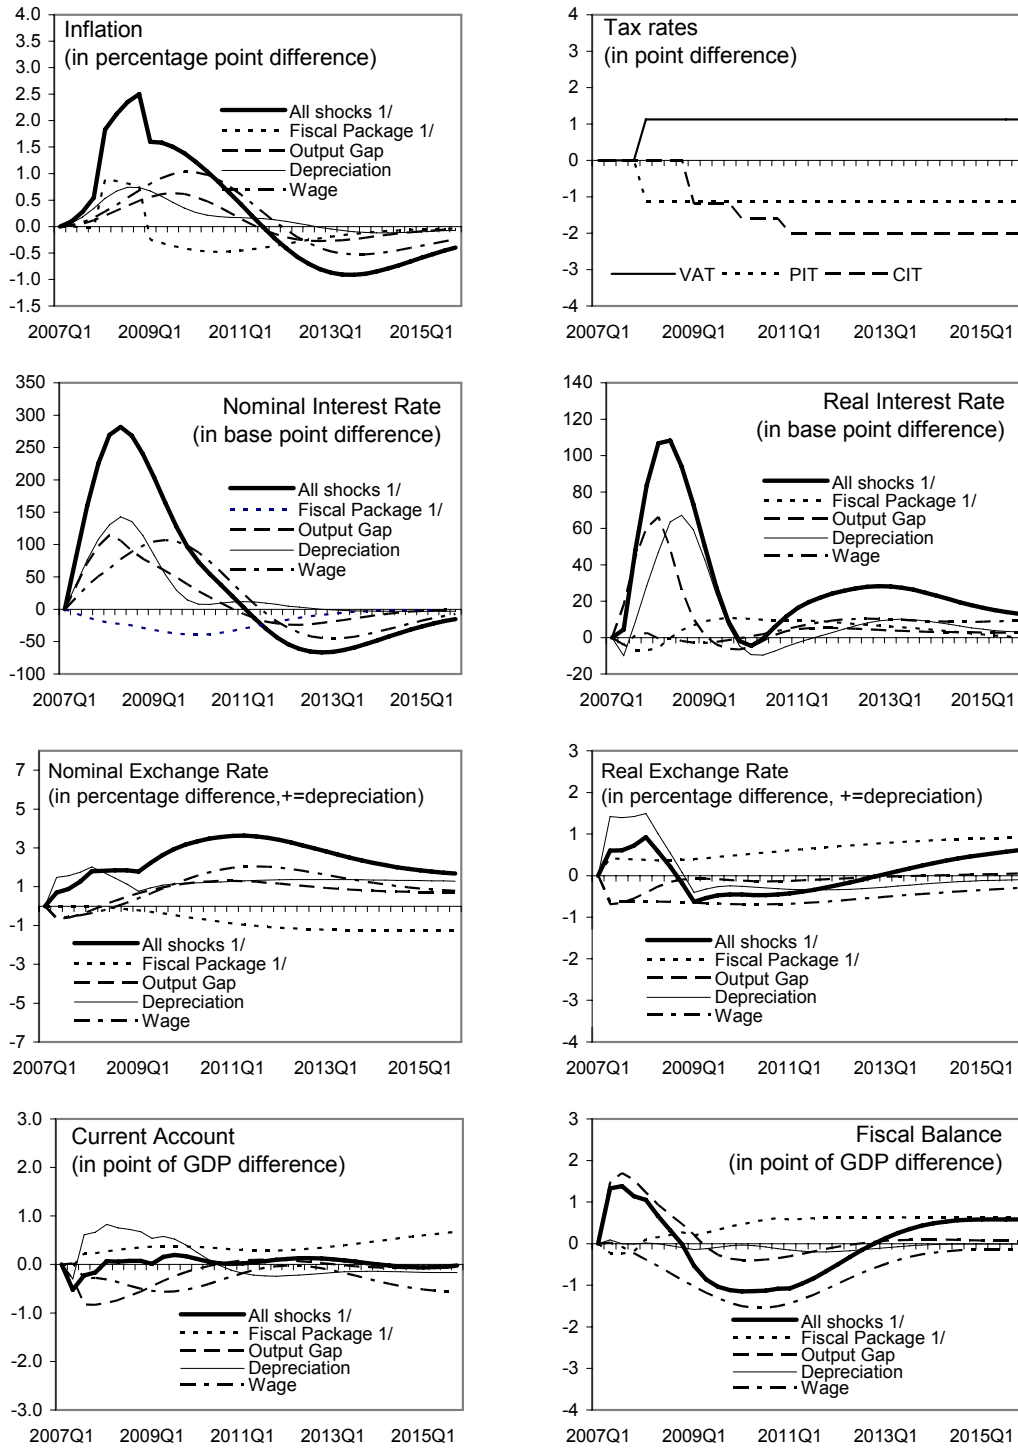 Inflation
(in percentage point difference)
4.0
3.5
3.0
2.5
2.0
1.5
1.0
0.5
0.0
-0.5
-1.0
-1.5
All shocks 1/
Fiscal Package 1/
Output Gap
Depreciation
Wage
2007Q1 2009Q1 2011Q1 2013Q1 2015Q1
Tax rates
(in point difference)
4
3
2
1
0
-1
-2
-3
-4
VAT PIT CIT
2007Q1 2009Q1 2011Q1 2013Q1 2015Q1
Nominal Interest Rate
(in base point difference)
350
300
250
200
150
100
50
0
-50
-100
All shocks 1/
Fiscal Package 1/
Output Gap
Depreciation
Wage
2007Q1 2009Q1 2011Q1 2013Q1 2015Q1
Real Interest Rate
(in base point difference)
140
120
100
80
60
40
20
0
-20
All shocks 1/
Fiscal Package 1/
Output Gap
Depreciation
Wage
2007Q1 2009Q1 2011Q1 2013Q1 2015Q1
Nominal Exchange Rate
(in percentage difference,+=depreciation)
7
5
3
1
-1
-3
-5
-7
All shocks 1/
Fiscal Package 1/
Output Gap
Depreciation
Wage
2007Q1 2009Q1 2011Q1 2013Q1 2015Q1
Real Exchange Rate
(in percentage difference, +=depreciation)
3
2
1
0
-1
-2
-3
-4
All shocks 1/
Fiscal Package 1/
Output Gap
Depreciation
Wage
2007Q1 2009Q1 2011Q1 2013Q1 2015Q1
Current Account
(in point of GDP difference)
3.0
2.0
1.0
0.0
-1.0
-2.0
-3.0
All shocks 1/
Fiscal Package 1/
Output Gap
Depreciation
Wage
2007Q1 2009Q1 2011Q1 2013Q1 2015Q1
Fiscal Balance
(in point of GDP difference)
3
2
1
0
-1
-2
-3
-4
All shocks 1/
Fiscal Package 1/
Output Gap
Depreciation
Wage
2007Q1 2009Q1 2011Q1 2013Q1 2015Q1